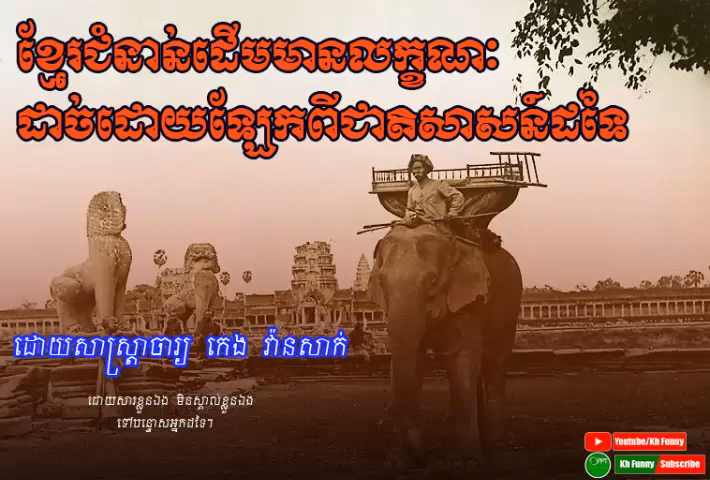 ខ្មែរជំនាន់ដើមមានលក្ខណៈ
ដាច់ដោយឡែកពីជាតិសាសន៍ដទៃ
ដោយសាស្ត្រាចារ្យ កេង វ៉ានសាក់
ដោយសារខ្លួនឯង មិនស្គាល់ខ្លួនឯង
ទៅបន្ទោសអ្នកដទៃ។
Youtube/Kh Funny
Kh Funny Subscribe